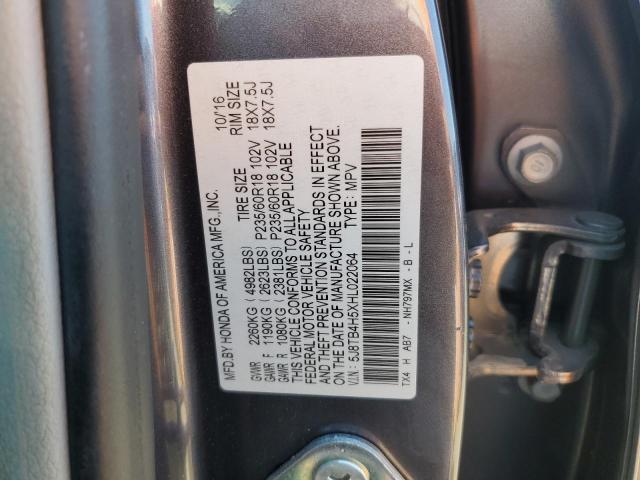 MFD.BY HONDA OF AMERICA MFG.,INC. 10/16
TIRE SIZE RIM SIZE
GVWR 2260KG (4982LBS) P235/60R18 102V 18X7.5J
GAWR F 1190KG (2623LBS) P235/60R18 102V 18X7.5J
GAWR R 1080KG (2381LBS)
THIS VEHICLE CONFORMS TO ALL APPLICABLE
FEDERAL MOTOR VEHICLE SAFETY
AND THEFT PREVENTION STANDARDS IN EFFECT
ON THE DATE OF MANUFACTURE SHOWN ABOVE.
V.I.N: 5J8TB4H5XHL022064 TYPE: MPV
TX4 H AB7 - NH797MX - B - L